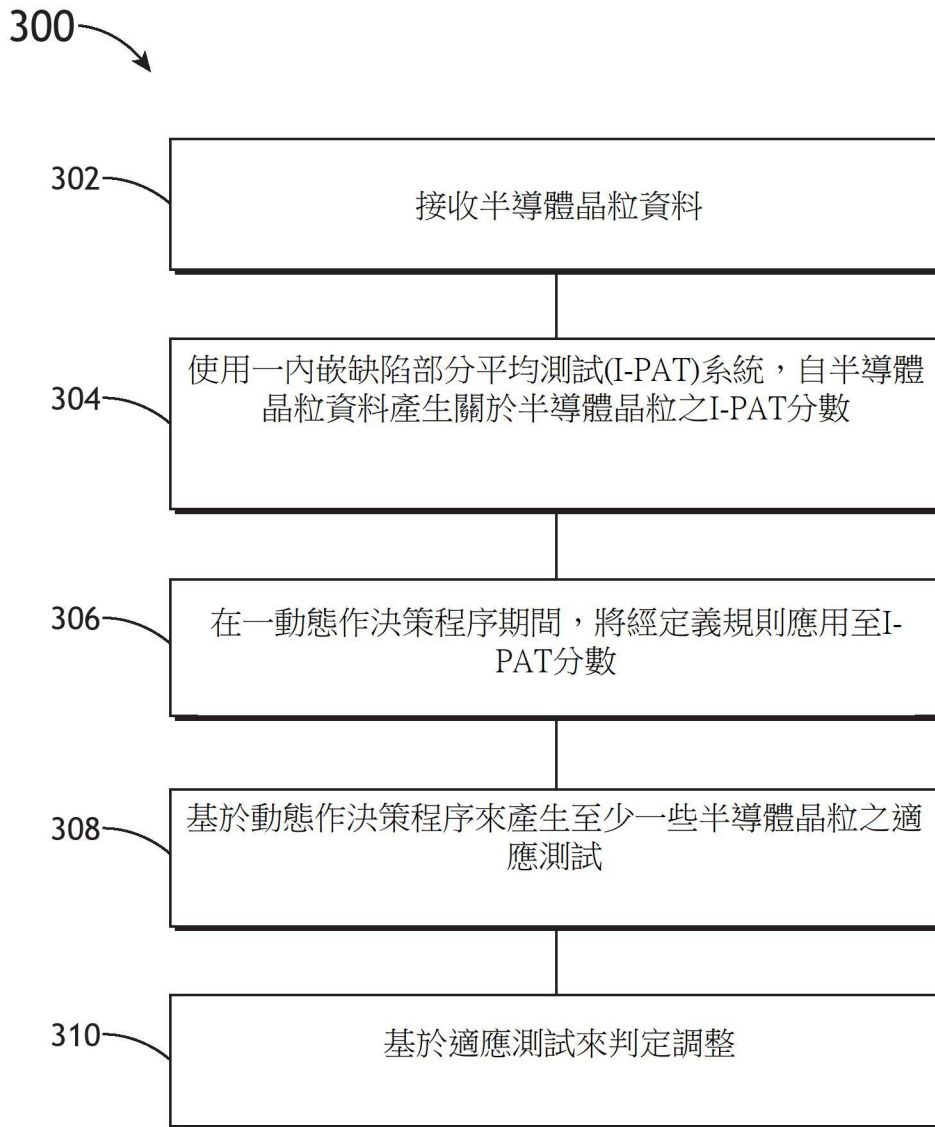 300
302
接收半導體晶粒資料
304
使用一內嵌缺陷部分平均測試(I-PAT)系統，自半導體
晶粒資料產生關於半導體晶粒之I-PAT分數
306
在一動態作決策程序期間，將經定義規則應用至I-
PAT分數
308
基於動態作決策程序來產生至少一些半導體晶粒之適
應測試
310
基於適應測試來判定調整